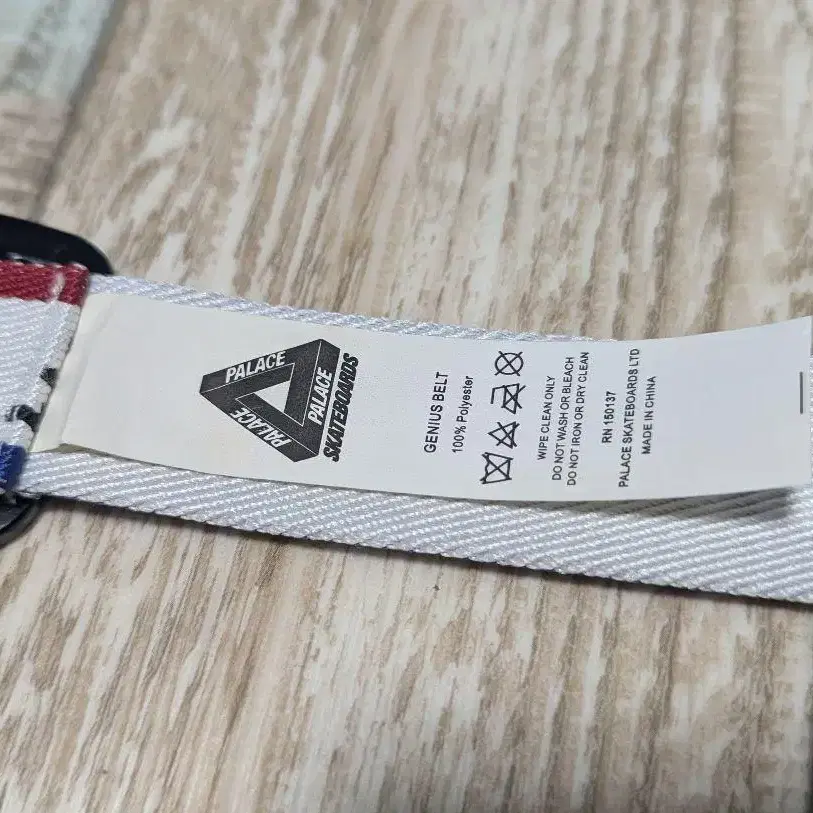 PALACE
PALACE
PALACE
SKATEBOARDS
GENIUS BELT
100% Polyester
WIPE CLEAN ONLY
DO NOT WASH OR BLEACH
DO NOT IRON OR DRY CLEAN
RN 150137
PALACE SKATEBOARDS LTD
MADE IN CHINA